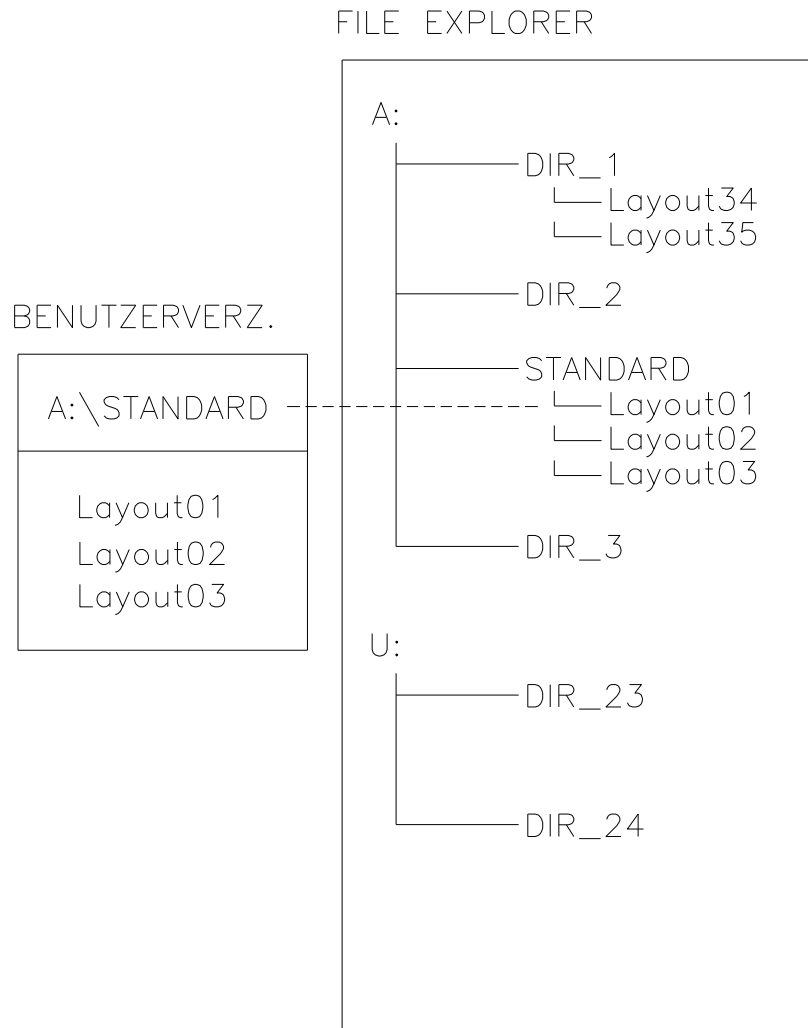 FILE EXPLORER
A:
DIR_1
Layout34
Layout35
DIR_2
STANDARD
Layout01
Layout02
Layout03
DIR_3
U:
DIR_23
DIR_24
BENUTZERVERZ.
A:\STANDARD
Layout01
Layout02
Layout03